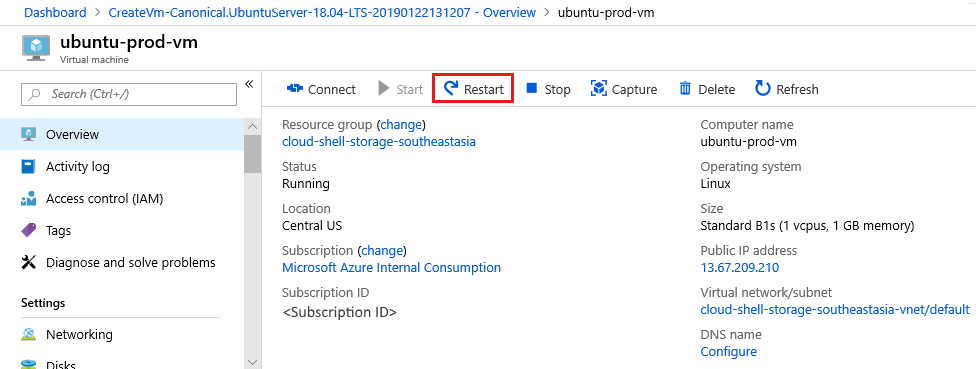 Dashboard > CreateVm-Canonical.UbuntuServer-18.04-LTS-20190122131207 - Overview > ubuntu-prod-vm
ubuntu-prod-vm
Virtual machine
Search (Ctrl+/)
«
Overview
Activity log
Access control (IAM)
Tags
Diagnose and solve problems
Settings
Networking
Disks
Connect Start Restart Stop Capture Delete Refresh
Resource group (change)
cloud-shell-storage-southeastasia
Status
Running
Location
Central US
Subscription (change)
Microsoft Azure Internal Consumption
Subscription ID
<Subscription ID>
Computer name
ubuntu-prod-vm
Operating system
Linux
Size
Standard B1s (1 vcpus, 1 GB memory)
Public IP address
13.67.209.210
Virtual network/subnet
cloud-shell-storage-southeastasia-vnet/default
DNS name
Configure